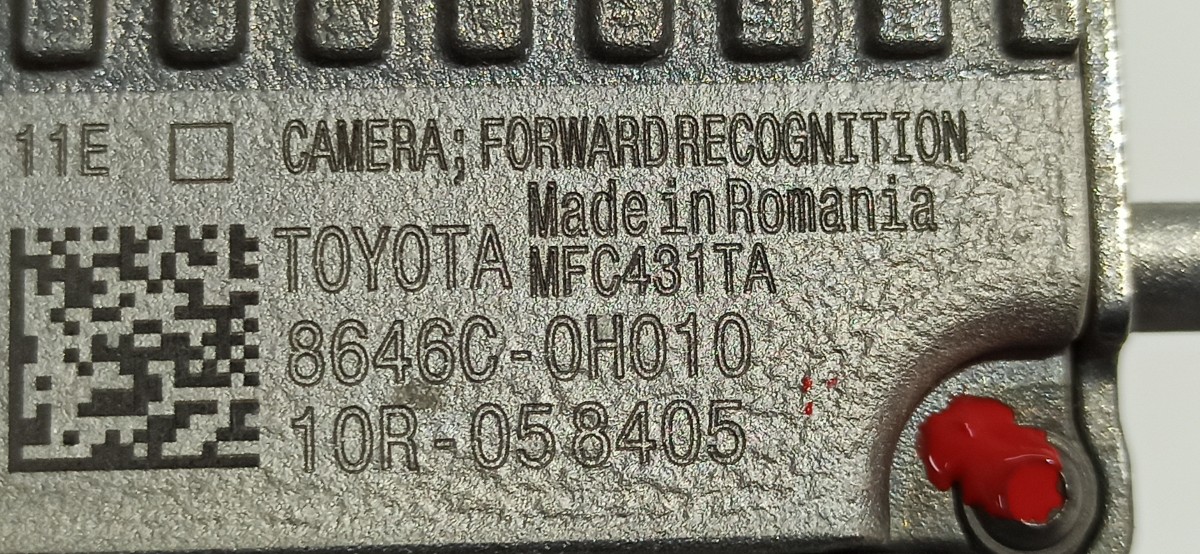 11E □ CAMERA; FORWARD RECOGNITION
Made in Romania
TOYOTA MFC431TA
8646C-0H010
10R-058405